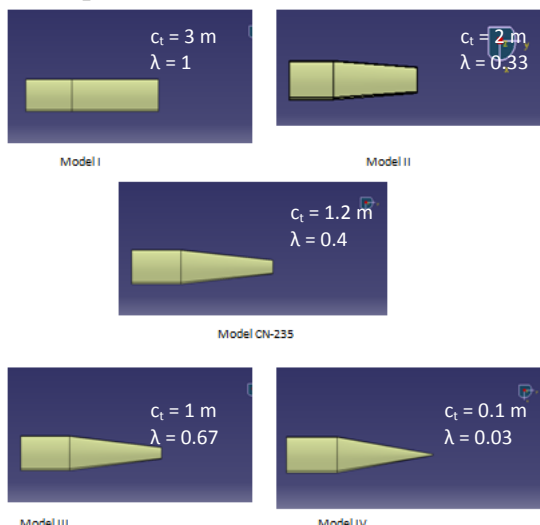 cₜ = 3 m
λ = 1
Model I
cₜ = 2 m
λ = 0.33
Model II
cₜ = 1.2 m
λ = 0.4
Model CN-235
cₜ = 1 m
λ = 0.67
Model III
cₜ = 0.1 m
λ = 0.03
Model IV